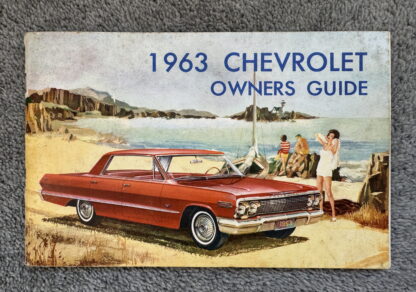 1963 CHEVROLET
OWNERS GUIDE